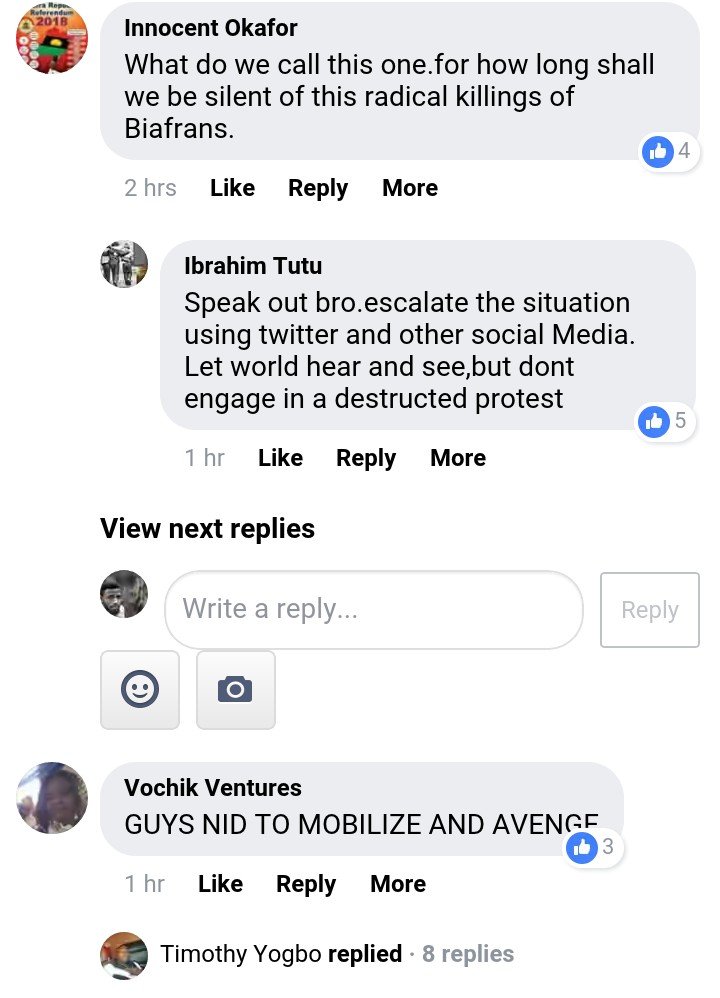 ra Repu
Referendum
2018
Innocent Okafor
What do we call this one.for how long shall
we be silent of this radical killings of
Biafrans.
4
2 hrs Like Reply More
Ibrahim Tutu
Speak out bro.escalate the situation
using twitter and other social Media.
Let world hear and see,but dont
engage in a destructed protest
5
1 hr Like Reply More
View next replies
Write a reply... Reply
Vochik Ventures
GUYS NID TO MOBILIZE AND AVENGE
3
1 hr Like Reply More
Timothy Yogbo replied · 8 replies